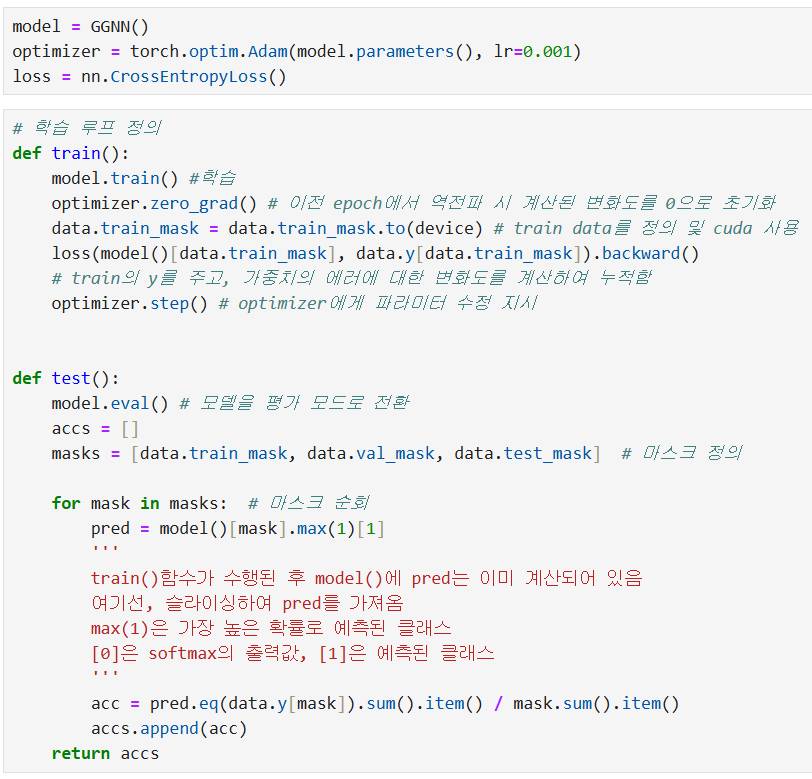 model = GGNN()
optimizer = torch.optim.Adam(model.parameters(), lr=0.001)
loss = nn.CrossEntropyLoss()
# 학습 루프 정의
def train():
    model.train() #학습
    optimizer.zero_grad() # 이전 epoch에서 역전파 시 계산된 변화도를 0으로 초기화
    data.train_mask = data.train_mask.to(device) # train data를 정의 및 cuda 사용
    loss(model()[data.train_mask], data.y[data.train_mask]).backward()
    # train의 y를 주고, 가중치의 에러에 대한 변화도를 계산하여 누적함
    optimizer.step() # optimizer에게 파라미터 수정 지시
def test():
    model.eval() # 모델을 평가 모드로 전환
    accs = []
    masks = [data.train_mask, data.val_mask, data.test_mask]  # 마스크 정의
    for mask in masks:  # 마스크 순회
        pred = model()[mask].max(1)[1]
        '''
        train()함수가 수행된 후 model()에 pred는 이미 계산되어 있음
        여기선, 슬라이싱하여 pred를 가져옴
        max(1)은 가장 높은 확률로 예측된 클래스
        [0]은 softmax의 출력값, [1]은 예측된 클래스
        '''
        acc = pred.eq(data.y[mask]).sum().item() / mask.sum().item()
        accs.append(acc)
    return accs